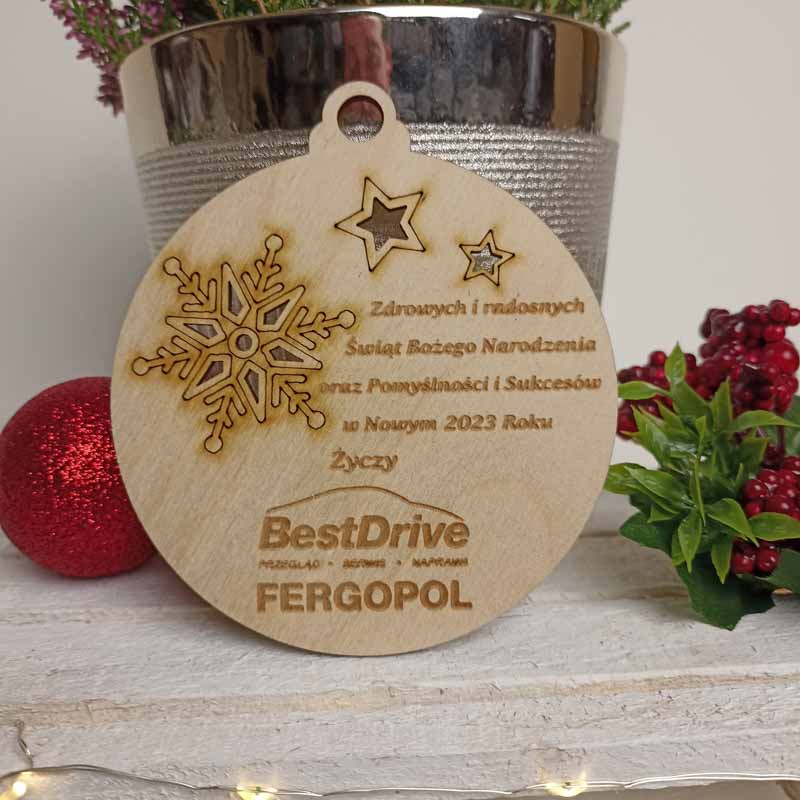 Zdrowych i radosnych
Świąt Bożego Narodzenia
oraz Pomyślności i Sukcesów
w Nowym 2023 Roku
Życzy
BestDrive
PRZEGLĄD • SERWIS • NAPRAWA
FERGOPOL